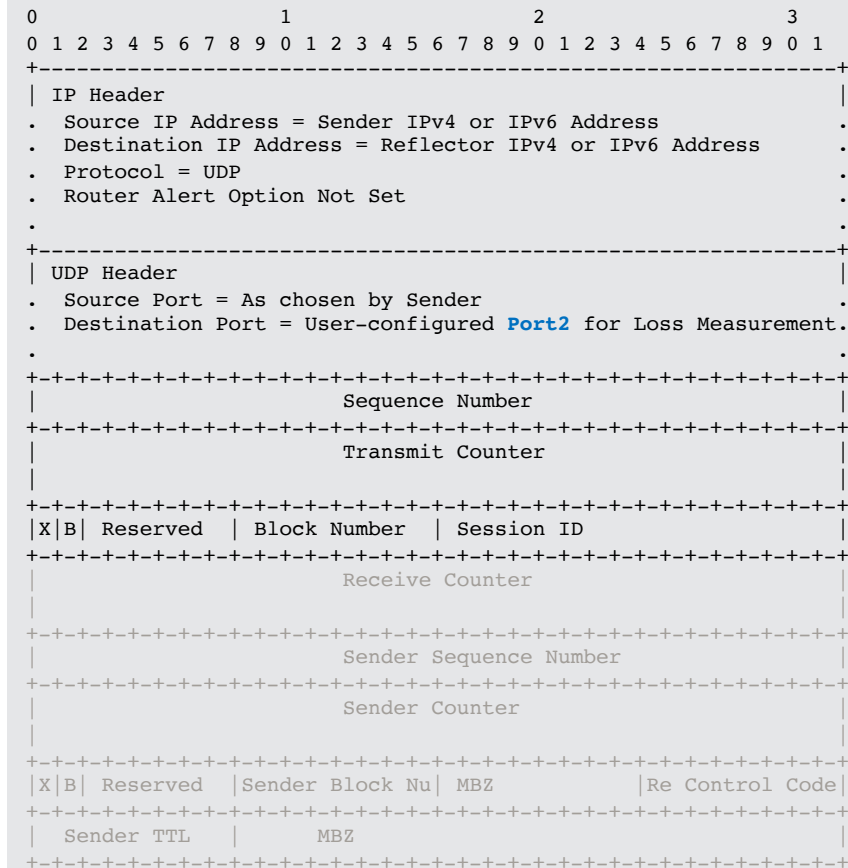 0                   1                   2                   3
0 1 2 3 4 5 6 7 8 9 0 1 2 3 4 5 6 7 8 9 0 1 2 3 4 5 6 7 8 9 0 1
+---------------------------------------------------------------+
| IP Header                                                     |
.  Source IP Address = Sender IPv4 or IPv6 Address              .
.  Destination IP Address = Reflector IPv4 or IPv6 Address      .
.  Protocol = UDP                                               .
.  Router Alert Option Not Set                                  .
.                                                               .
+---------------------------------------------------------------+
| UDP Header                                                    |
.  Source Port = As chosen by Sender                            .
.  Destination Port = User-configured Port2 for Loss Measurement.
.                                                               .
+-+-+-+-+-+-+-+-+-+-+-+-+-+-+-+-+-+-+-+-+-+-+-+-+-+-+-+-+-+-+-+-+
|                        Sequence Number                        |
+-+-+-+-+-+-+-+-+-+-+-+-+-+-+-+-+-+-+-+-+-+-+-+-+-+-+-+-+-+-+-+-+
|                        Transmit Counter                       |
|                                                               |
+-+-+-+-+-+-+-+-+-+-+-+-+-+-+-+-+-+-+-+-+-+-+-+-+-+-+-+-+-+-+-+-+
|X|B| Reserved  | Block Number  | Session ID                    |
+-+-+-+-+-+-+-+-+-+-+-+-+-+-+-+-+-+-+-+-+-+-+-+-+-+-+-+-+-+-+-+-+
|                        Receive Counter                        |
|                                                               |
+-+-+-+-+-+-+-+-+-+-+-+-+-+-+-+-+-+-+-+-+-+-+-+-+-+-+-+-+-+-+-+-+
|                        Sender Sequence Number                 |
+-+-+-+-+-+-+-+-+-+-+-+-+-+-+-+-+-+-+-+-+-+-+-+-+-+-+-+-+-+-+-+-+
|                        Sender Counter                         |
|                                                               |
+-+-+-+-+-+-+-+-+-+-+-+-+-+-+-+-+-+-+-+-+-+-+-+-+-+-+-+-+-+-+-+-+
|X|B| Reserved  |Sender Block Nu| MBZ           |Re Control Code|
+-+-+-+-+-+-+-+-+-+-+-+-+-+-+-+-+-+-+-+-+-+-+-+-+-+-+-+-+-+-+-+-+
|  Sender TTL   |      MBZ                                      |
+-+-+-+-+-+-+-+-+-+-+-+-+-+-+-+-+-+-+-+-+-+-+-+-+-+-+-+-+-+-+-+-+